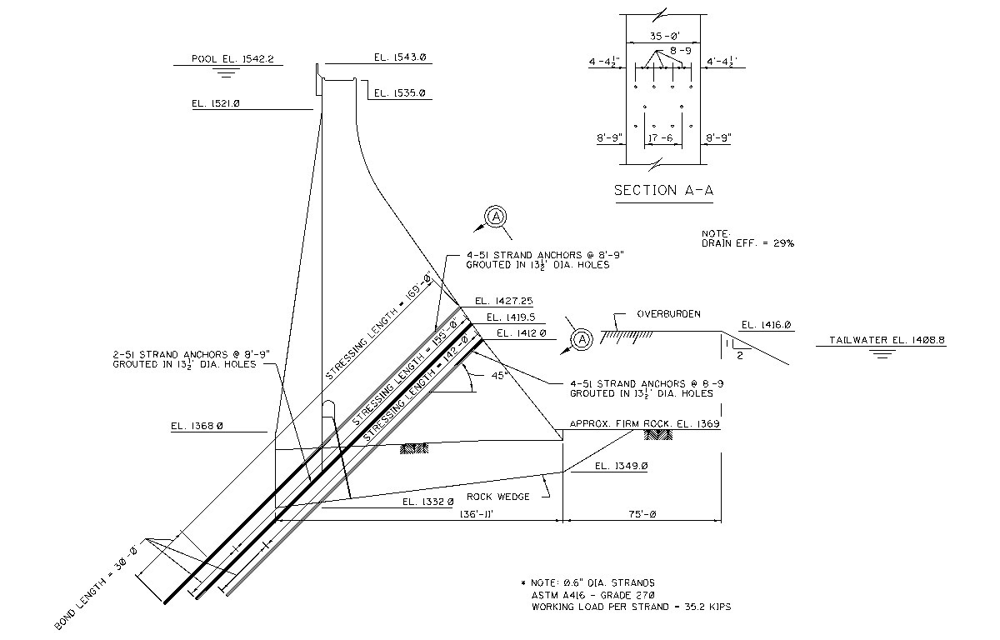 POOL EL. 1542.2
EL. 1543.0
EL. 1535.0
EL. 1521.0
35-0'
8-9
4-4½"
4'-4½'
8'-9"
17-6
8'-9"
SECTION A-A
NOTE:
DRAIN EFF. = 29%
A
4-51 STRAND ANCHORS @ 8'-9"
GROUTED IN 13½' DIA. HOLES
STRESSING LENGTH = 169'-0"
EL. 1427.25
EL. 1419.5
EL. 1412 0
A
OVERBURDEN
EL. 1416.0
1
2
TAILWATER EL. 1408.8
2-51 STRAND ANCHORS @ 8'-9"
GROUTED IN 13½' DIA. HOLES
STRESSING LENGTH = 155'-0'
STRESSING LENGTH = 142'-0'
45°
4-51 STRAND ANCHORS @ 8-9
GROUTED IN 13½' DIA. HOLES
EL. 1368 0
APPROX. FIRM ROCK. EL. 1369
EL. 1349.0
ROCK WEDGE
EL. 1332 0
136'-11'
75'-0
BOND LENGTH = 30'-0'
* NOTE: 0.6" DIA. STRANDS
ASTM A416 - GRADE 270
WORKING LOAD PER STRAND = 35.2 KIPS